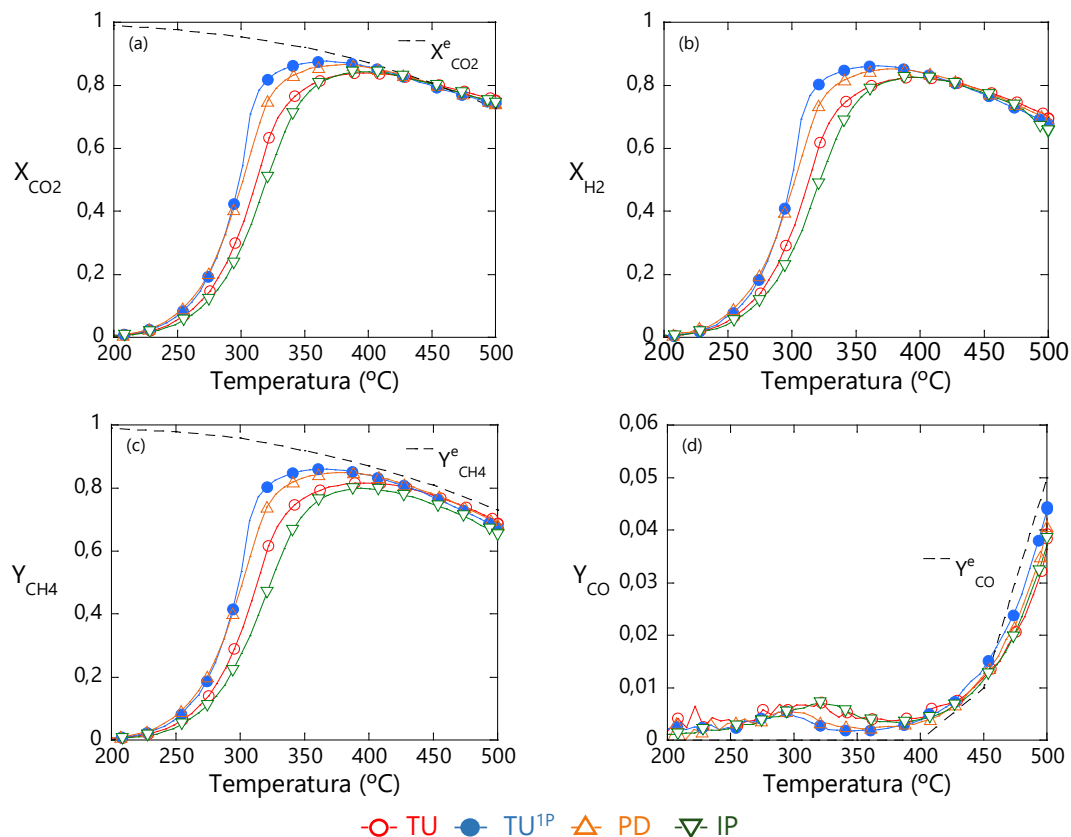 (a)
1
0,8
0,6
0,4
0,2
0
X_CO2
X^e_CO2
200 250 300 350 400 450 500
Temperatura (ºC)
(b)
1
0,8
0,6
0,4
0,2
0
X_H2
200 250 300 350 400 450 500
Temperatura (ºC)
(c)
1
0,8
0,6
0,4
0,2
0
Y_CH4
Y^e_CH4
200 250 300 350 400 450 500
Temperatura (ºC)
(d)
0,06
0,05
0,04
0,03
0,02
0,01
0
Y_CO
Y^e_CO
200 250 300 350 400 450 500
Temperatura (ºC)
TU TU^1P PD IP